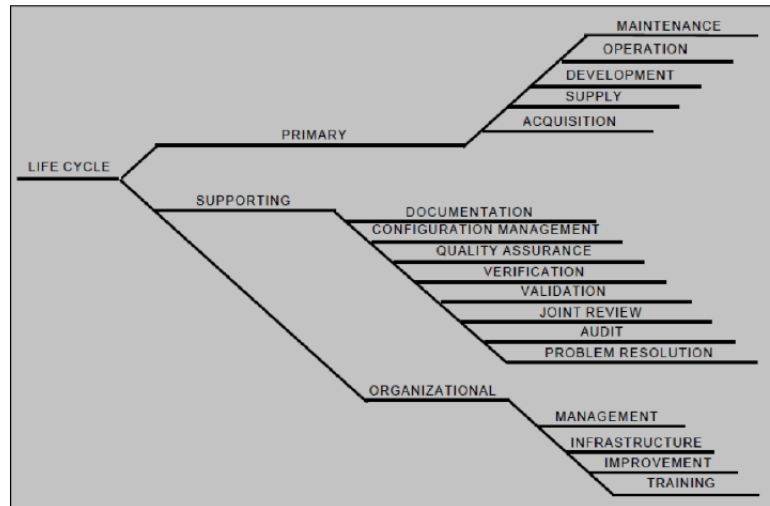 MAINTENANCE
OPERATION
DEVELOPMENT
SUPPLY
ACQUISITION
PRIMARY
LIFE CYCLE
SUPPORTING
DOCUMENTATION
CONFIGURATION MANAGEMENT
QUALITY ASSURANCE
VERIFICATION
VALIDATION
JOINT REVIEW
AUDIT
PROBLEM RESOLUTION
ORGANIZATIONAL
MANAGEMENT
INFRASTRUCTURE
IMPROVEMENT
TRAINING